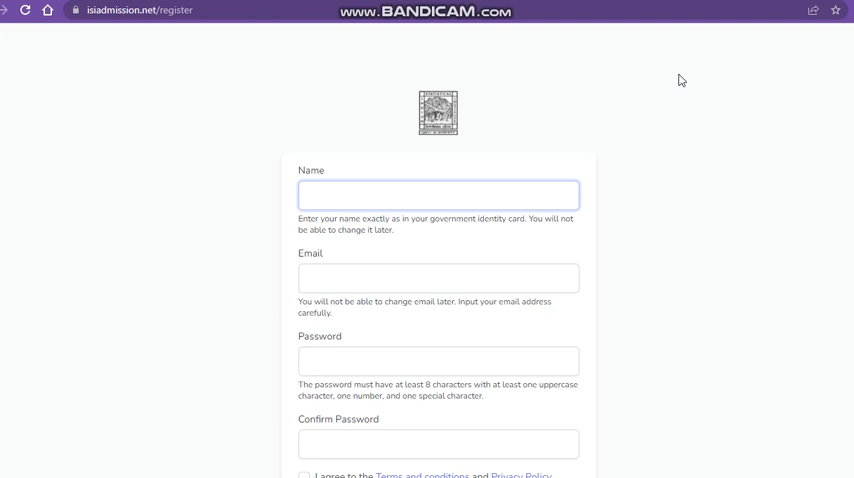 isiadmission.net/register
www.BANDICAM.com
Name
Enter your name exactly as in your government identity card. You will not
be able to change it later.
Email
You will not be able to change email later. Input your email address
carefully.
Password
The password must have at least 8 characters with at least one uppercase
character, one number, and one special character.
Confirm Password
I agree to the Terms and conditions and Privacy Policy